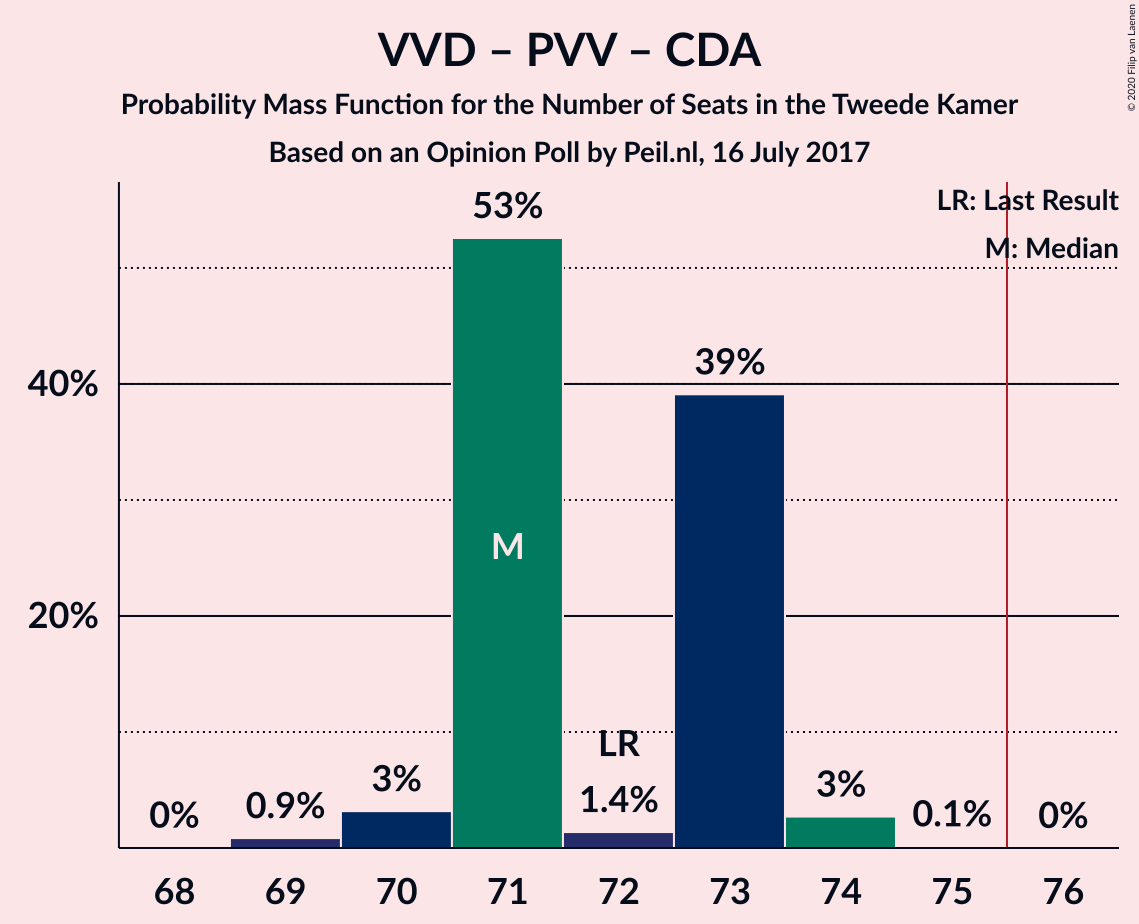 VVD – PVV – CDA
Probability Mass Function for the Number of Seats in the Tweede Kamer
Based on an Opinion Poll by Peil.nl, 16 July 2017
© 2020 Filip van Laenen
LR: Last Result
M: Median
53%
39%
40%
M
20%
LR
0%
0.9%
3%
1.4%
3%
0.1%
0%
68 69 70 71 72 73 74 75 76